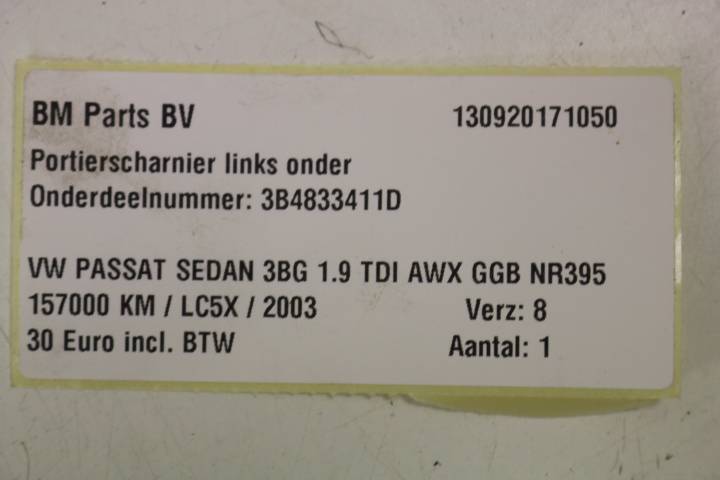 BM Parts BV 130920171050
Portierscharnier links onder
Onderdeelnummer: 3B4833411D
VW PASSAT SEDAN 3BG 1.9 TDI AWX GGB NR395
157000 KM / LC5X / 2003 Verz: 8
30 Euro incl. BTW Aantal: 1